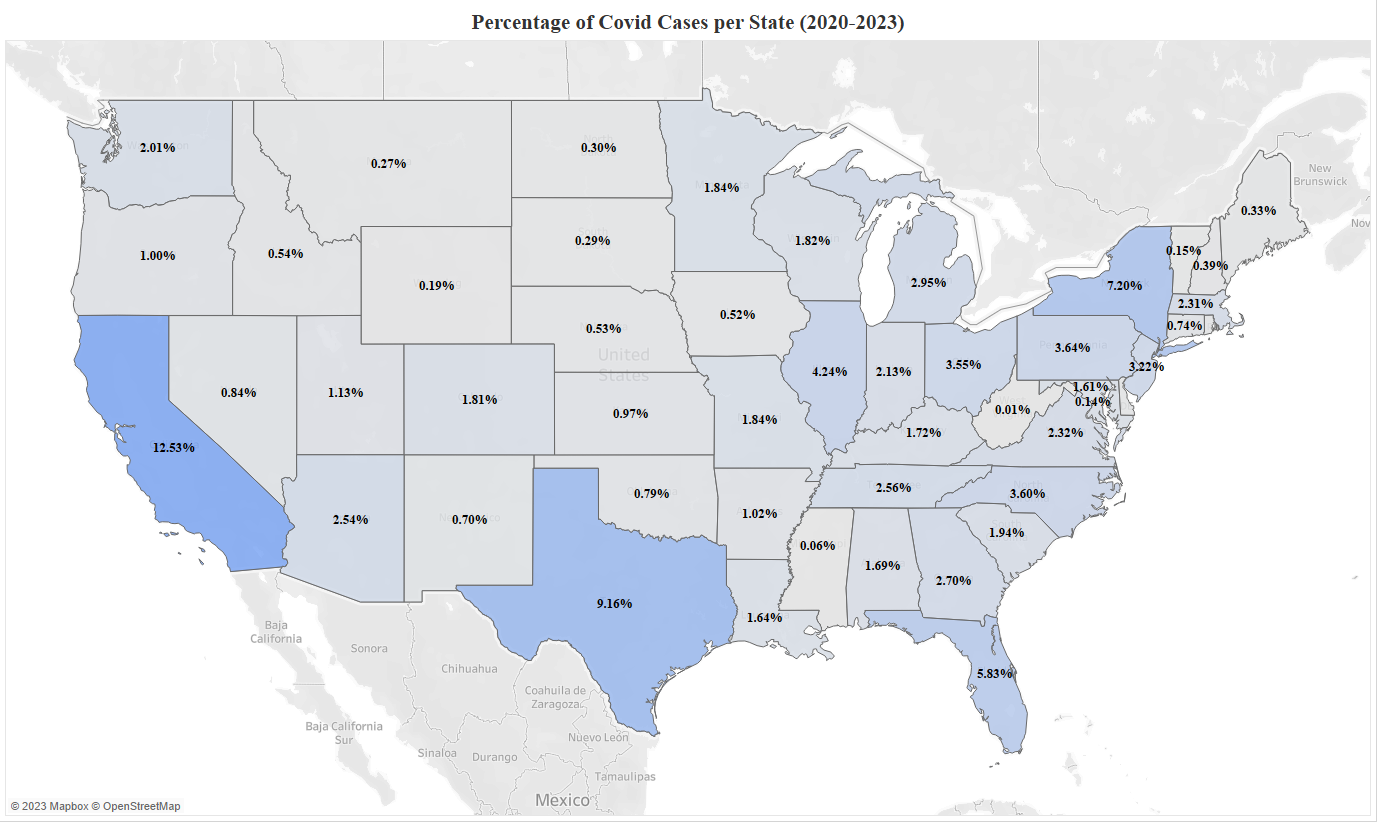 Percentage of Covid Cases per State (2020-2023)
2.01%
0.27%
0.30%
1.84%
New
Brunswick
0.33%
Nov
1.00%
0.54%
0.29%
1.82%
0.15%
0.39%
0.19%
2.95%
7.20%
2.31%
0.52%
0.53%
0.74%
United
States
3.64%
3.55%
3.22%
0.84%
1.13%
1.81%
4.24%
2.13%
1.61%
0.14%
0.97%
1.84%
0.01%
12.53%
1.72%
2.32%
2.54%
0.70%
0.79%
2.56%
3.60%
1.02%
1.94%
0.06%
1.69%
2.70%
9.16%
1.64%
Baja
California
Sonora
Chihuahua
5.83%
Coahuila de
Zaragoza..
Baja California
Sur
Nuevo León
Sinaloa
Durango
Tamaulipas
Mexico
© 2023 Mapbox © OpenStreetMap